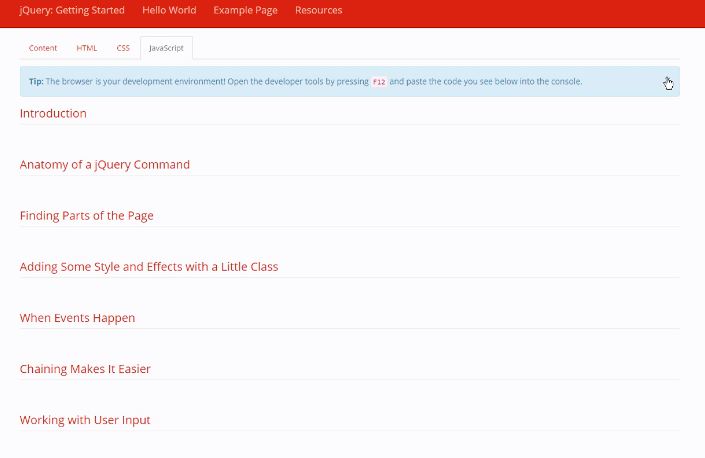 jQuery: Getting Started Hello World Example Page Resources
Content HTML CSS JavaScript
Tip: The browser is your development environment! Open the developer tools by pressing F12 and paste the code you see below into the console.
Introduction
Anatomy of a jQuery Command
Finding Parts of the Page
Adding Some Style and Effects with a Little Class
When Events Happen
Chaining Makes It Easier
Working with User Input